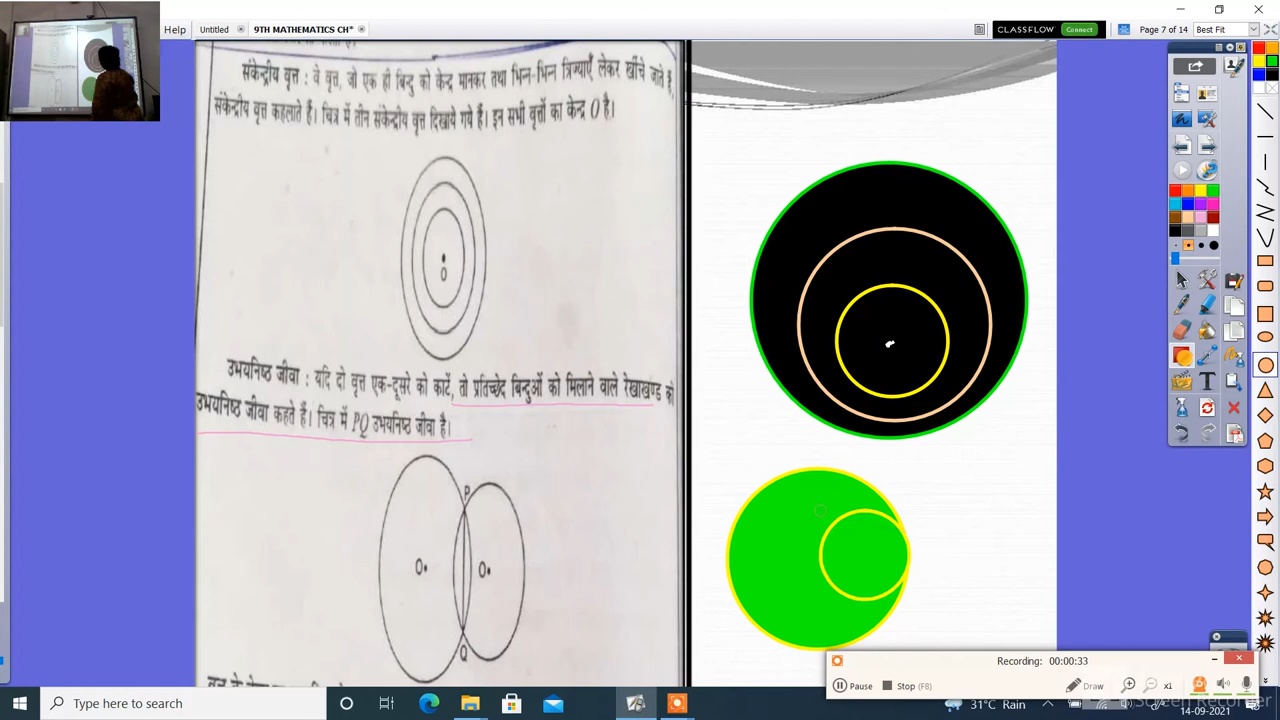 Help
Untitled
9TH MATHEMATICS CH*
CLASSFLOW
Connect
Page 7 of 14
Best Fit
संकेन्द्रीय वृत्त : वे वृत्त, जो एक ही बिन्दु को केन्द्र मानकर तथा भिन्न-भिन्न त्रिज्याएँ लेकर खींचे जाते हैं,
संकेन्द्रीय वृत्त कहलाते हैं। चित्र में तीन संकेन्द्रीय वृत्त दिखाये गये हैं। इन सभी वृत्तों का केन्द्र O है।
O
उभयनिष्ठ जीवा : यदि दो वृत्त एक-दूसरे को काटें, तो प्रतिच्छेद बिन्दुओं को मिलाने वाले रेखाखण्ड को
उभयनिष्ठ जीवा कहते हैं। चित्र में PQ उभयनिष्ठ जीवा है।
P
O
O
Q
Recording: 00:00:33
Pause
Stop (F8)
Draw
x1
Type here to search
31°C Rain
14-09-2021